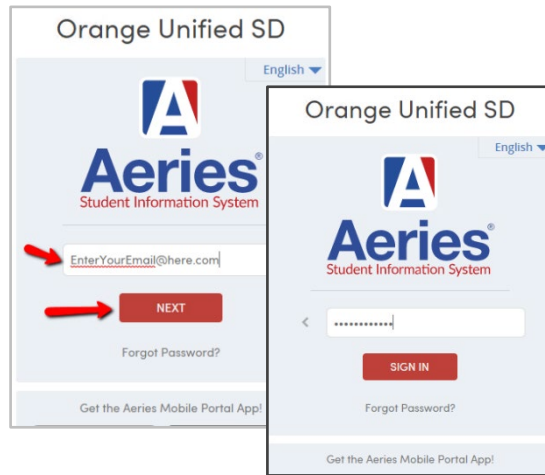 Orange Unified SD
English
A
Aeries®
Student Information System
EnterYourEmail@here.com
NEXT
Forgot Password?
Get the Aeries Mobile Portal App!
Orange Unified SD
English
A
Aeries®
Student Information System
<
••••••••••••
SIGN IN
Forgot Password?
Get the Aeries Mobile Portal App!